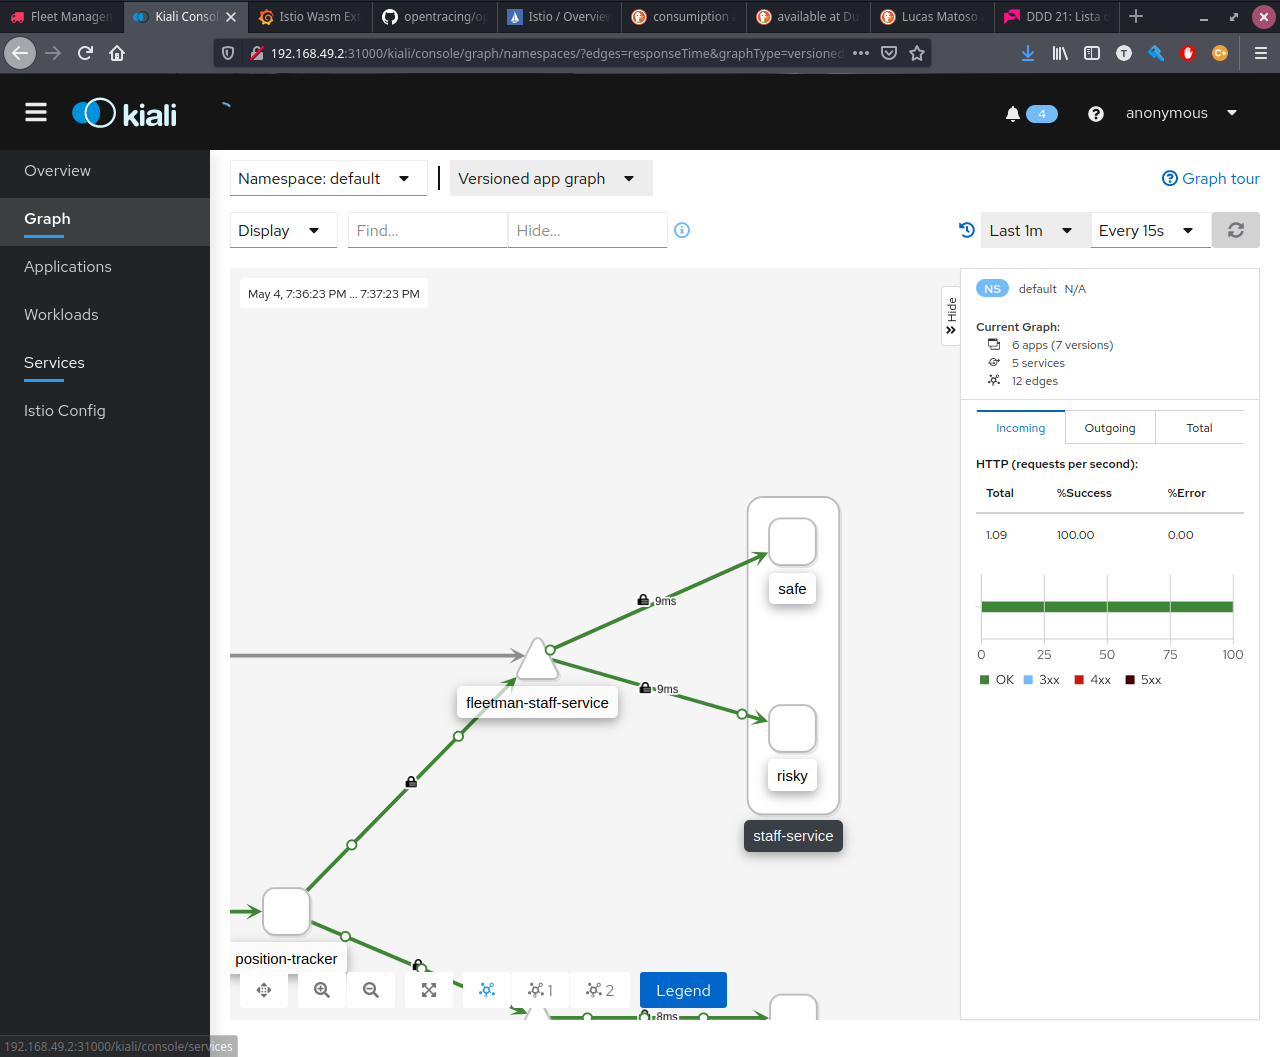 Fleet Managem
Kiali Conso
Istio Wasm Ext
opentracing/op
Istio / Overview
consumiption a
available at Du
Lucas Matoso a
DDD 21: Lista d
192.168.49.2:31000/kiali/console/graph/namespaces/?edges=responseTime&graphType=versioned
kiali
4
anonymous
Overview
Graph
Applications
Workloads
Services
Istio Config
Namespace: default
Versioned app graph
Graph tour
Display
Find...
Hide...
Last 1m
Every 15s
May 4, 7:36:23 PM ... 7:37:23 PM
Hide
NS default N/A
Current Graph:
6 apps (7 versions)
5 services
12 edges
Incoming
Outgoing
Total
HTTP (requests per second):
Total %Success %Error
1.09 100.00 0.00
0 25 50 75 100
OK 3xx 4xx 5xx
9ms
safe
fleetman-staff-service
9ms
risky
staff-service
position-tracker
8ms
1
2
Legend
192.168.49.2:31000/kiali/console/services